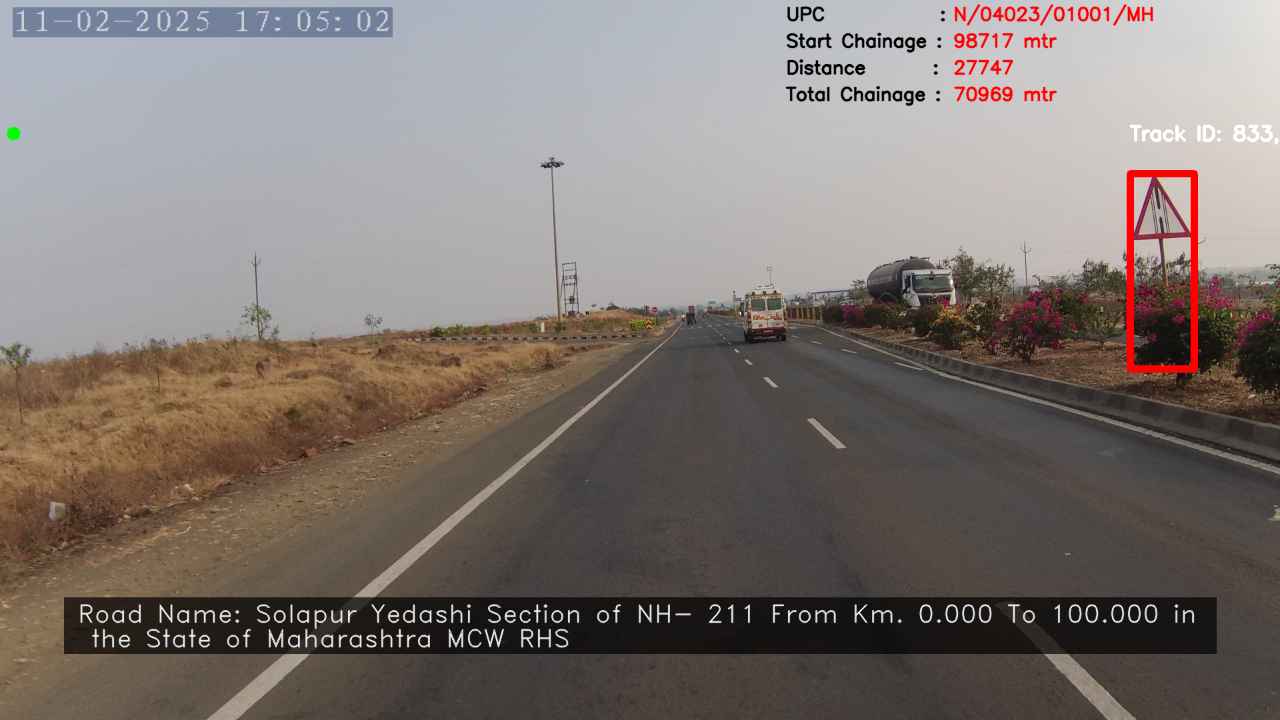 11-02-2025 17:05:02
UPC : N/04023/01001/MH
Start Chainage : 98717 mtr
Distance : 27747
Total Chainage : 70969 mtr
Track ID: 833,
Road Name: Solapur Yedashi Section of NH- 211 From Km. 0.000 To 100.000 in
the State of Maharashtra MCW RHS